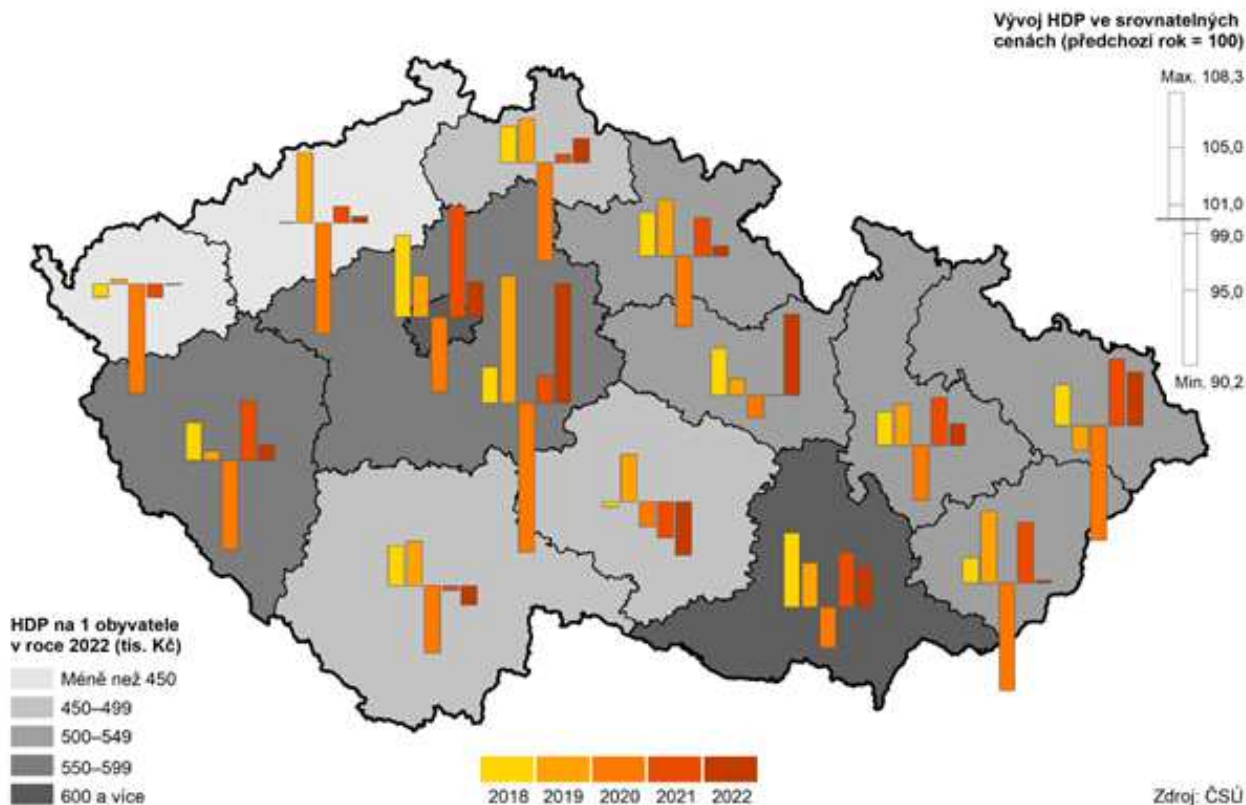 Vývoj HDP ve srovnatelných
cenách (předchozí rok = 100)
Max. 108,3
105,0
101,0
99,0
95,0
Min. 90,2
HDP na 1 obyvatele
v roce 2022 (tis. Kč)
Méně než 450
450–499
500–549
550–599
600 a více
2018 2019 2020 2021 2022
Zdroj: ČSÚ